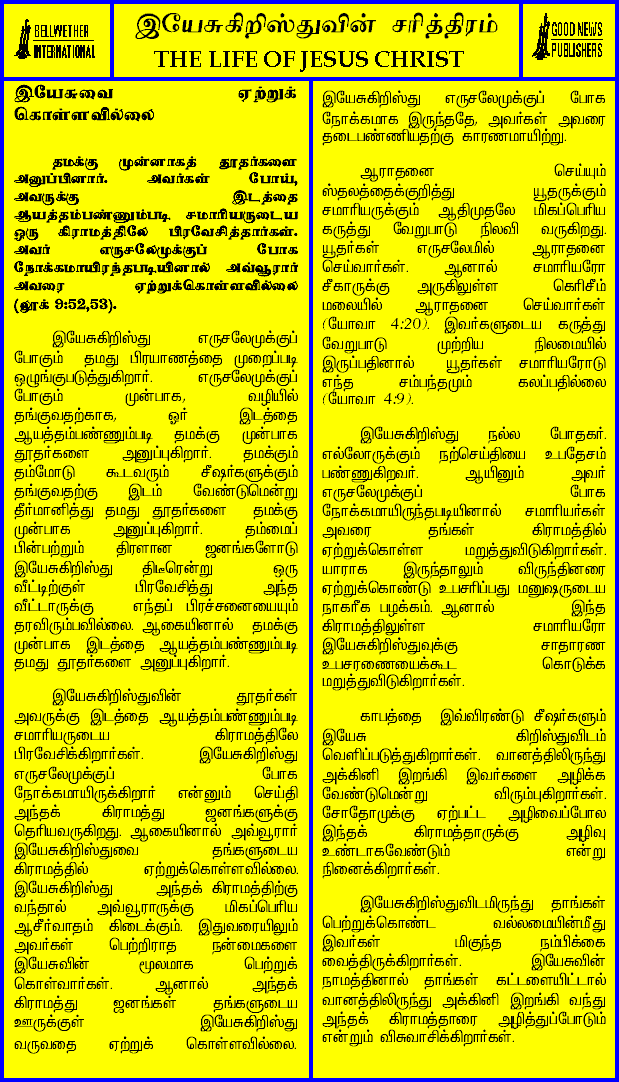 BELLWETHER
INTERNATIONAL
இயேசுகிறிஸ்துவின் சரித்திரம்
THE LIFE OF JESUS CHRIST
GOOD NEWS
PUBLISHERS
இயேசுவை ஏற்றுக்
கொள்ளவில்லை
தமக்கு முன்னாகத் தூதர்களை
அனுப்பினார். அவர்கள் போய்,
அவருக்கு இடத்தை
ஆயத்தம்பண்ணும்படி, சமாரியருடைய
ஒரு கிராமத்திலே பிரவேசித்தார்கள்.
அவர் எருசலேமுக்குப் போக
நோக்கமாயிரந்தபடியினால் அவ்வூரார்
அவரை ஏற்றுக்கொள்ளவில்லை
(லூக் 9:52,53).
இயேசுகிறிஸ்து எருசலேமுக்குப்
போகும் தமது பிரயாணத்தை முறைப்படி
ஒழுங்குபடுத்துகிறார். எருசலேமுக்குப்
போகும் முன்பாக, வழியில்
தங்குவதற்காக, ஓர் இடத்தை
ஆயத்தம்பண்ணும்படி தமக்கு முன்பாக
தூதர்களை அனுப்புகிறார். தமக்கும்
தம்மோடு கூடவரும் சீஷர்களுக்கும்
தங்குவதற்கு இடம் வேண்டுமென்று
தீர்மானித்து தமது தூதர்களை தமக்கு
முன்பாக அனுப்புகிறார். தம்மைப்
பின்பற்றும் திரளான ஜனங்களோடு
இயேசுகிறிஸ்து திடீரென்று ஒரு
வீட்டிற்குள் பிரவேசித்து அந்த
வீட்டாருக்கு எந்தப் பிரச்சனையையும்
தரவிரும்பவில்லை. ஆகையினால் தமக்கு
முன்பாக இடத்தை ஆயத்தம்பண்ணும்படி
தமது தூதர்களை அனுப்புகிறார்.
இயேசுகிறிஸ்துவின் தூதர்கள்
அவருக்கு இடத்தை ஆயத்தம்பண்ணும்படி
சமாரியருடைய கிராமத்திலே
பிரவேசிக்கிறார்கள். இயேசுகிறிஸ்து
எருசலேமுக்குப் போக
நோக்கமாயிருக்கிறார் என்னும் செய்தி
அந்தக் கிராமத்து ஜனங்களுக்கு
தெரியவருகிறது. ஆகையினால் அவ்வூரார்
இயேசுகிறிஸ்துவை தங்களுடைய
கிராமத்தில் ஏற்றுக்கொள்ளவில்லை.
இயேசுகிறிஸ்து அந்தக் கிராமத்திற்கு
வந்தால் அவ்வூராருக்கு மிகப்பெரிய
ஆசீர்வாதம் கிடைக்கும். இதுவரையிலும்
அவர்கள் பெற்றிராத நன்மைகளை
இயேசுவின் மூலமாக பெற்றுக்
கொள்வார்கள். ஆனால் அந்தக்
கிராமத்து ஜனங்கள் தங்களுடைய
ஊருக்குள் இயேசுகிறிஸ்து
வருவதை ஏற்றுக் கொள்ளவில்லை.
இயேசுகிறிஸ்து எருசலேமுக்குப் போக
நோக்கமாக இருந்ததே, அவர்கள் அவரை
தடைபண்ணியதற்கு காரணமாயிற்று.
ஆராதனை செய்யும்
ஸ்தலத்தைக்குறித்து யூதருக்கும்
சமாரியருக்கும் ஆதிமுதலே மிகப்பெரிய
கருத்து வேறுபாடு நிலவி வருகிறது.
யூதர்கள் எருசலேமில் ஆராதனை
செய்வார்கள். ஆனால் சமாரியரோ
சீகாருக்கு அருகிலுள்ள கெரிசீம்
மலையில் ஆராதனை செய்வார்கள்
(யோவா 4:20). இவர்களுடைய கருத்து
வேறுபாடு முற்றிய நிலமையில்
இருப்பதினால் யூதர்கள் சமாரியரோடு
எந்த சம்பந்தமும் கலப்பதில்லை
(யோவா 4:9).
இயேசுகிறிஸ்து நல்ல போதகர்.
எல்லோருக்கும் நற்செய்தியை உபதேசம்
பண்ணுகிறவர். ஆயினும் அவர்
எருசலேமுக்குப் போக
நோக்கமாயிருந்தபடியினால் சமாரியர்கள்
அவரை தங்கள் கிராமத்தில்
ஏற்றுக்கொள்ள மறுத்துவிடுகிறார்கள்.
யாராக இருந்தாலும் விருந்தினரை
ஏற்றுக்கொண்டு உபசரிப்பது மனுஷருடைய
நாகரீக பழக்கம். ஆனால் இந்த
கிராமத்திலுள்ள சமாரியரோ
இயேசுகிறிஸ்துவுக்கு சாதாரண
உபசரணையைக்கூட கொடுக்க
மறுத்துவிடுகிறார்கள்.
காபத்தை இவ்விரண்டு சீஷர்களும்
இயேசு கிறிஸ்துவிடம்
வெளிப்படுத்துகிறார்கள். வானத்திலிருந்து
அக்கினி இறங்கி இவர்களை அழிக்க
வேண்டுமென்று விரும்புகிறார்கள்.
சோதோமுக்கு ஏற்பட்ட அழிவைப்போல
இந்தக் கிராமத்தாருக்கு அழிவு
உண்டாகவேண்டும் என்று
நினைக்கிறார்கள்.
இயேசுகிறிஸ்துவிடமிருந்து தாங்கள்
பெற்றுக்கொண்ட வல்லமையின்மீது
இவர்கள் மிகுந்த நம்பிக்கை
வைத்திருக்கிறார்கள். இயேசுவின்
நாமத்தினால் தாங்கள் கட்டளையிட்டால்
வானத்திலிருந்து அக்கினி இறங்கி வந்து
அந்தக் கிராமத்தாரை அழித்துப்போடும்
என்றும் விசுவாசிக்கிறார்கள்.